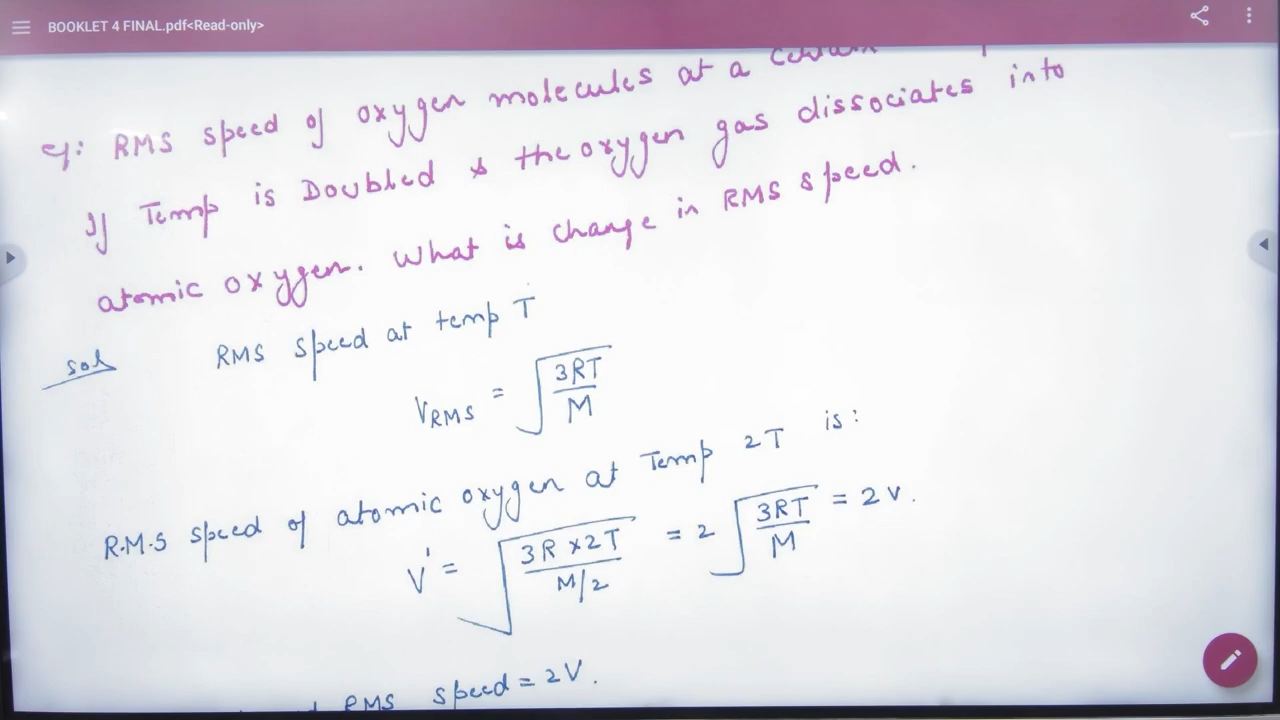 BOOKLET 4 FINAL.pdf<Read-only>
eg: RMS speed of oxygen molecules at a certain
If Temp is Doubled & the oxygen gas dissociates into
atomic oxygen. What is change in RMS speed.
sol RMS speed at temp T
VRMS = √(3RT/M)
R.M.S speed of atomic oxygen at Temp 2T is:
V' = √(3R×2T/M/2) = 2√(3RT/M) = 2v.
RMS speed = 2V.